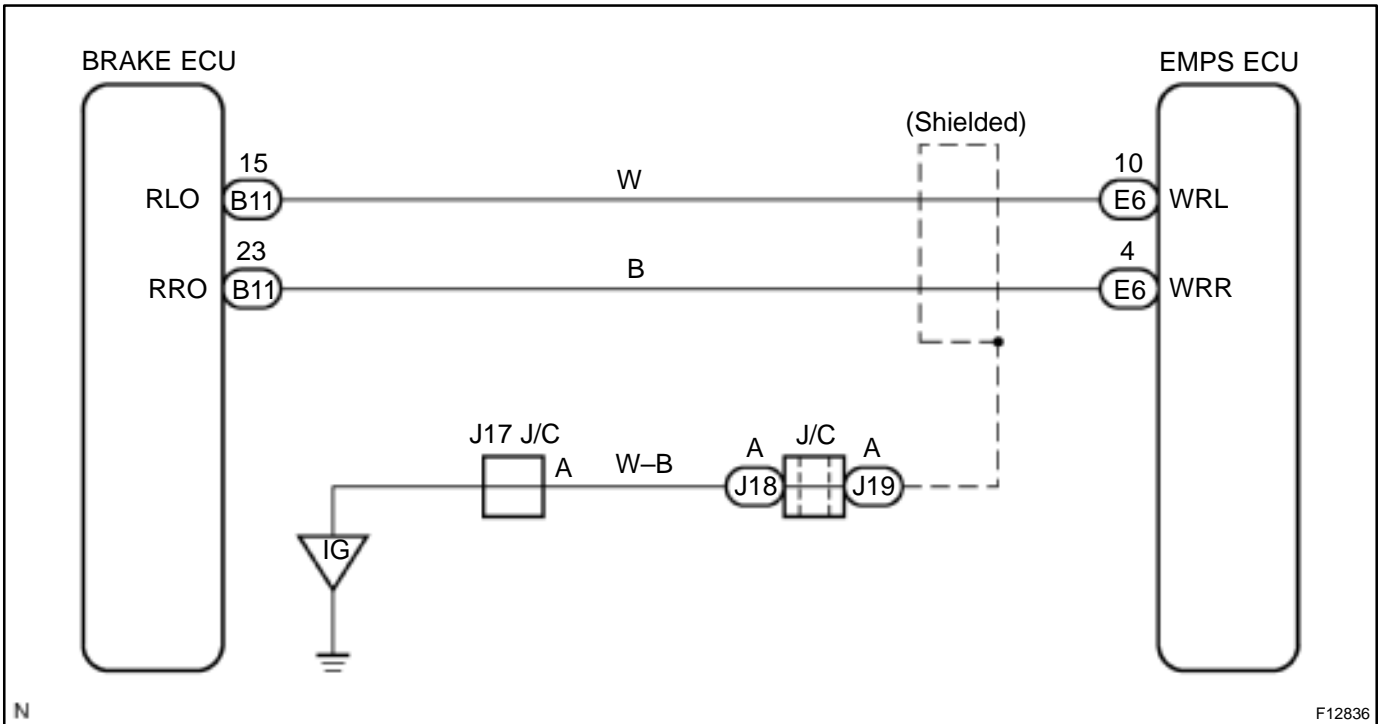 BRAKE ECU
EMPS ECU
(Shielded)
15
10
RLO
B11
W
E6
WRL
23
4
RRO
B11
B
E6
WRR
J17 J/C
A
W–B
A
J/C
A
J18
J19
IG
N
F12836